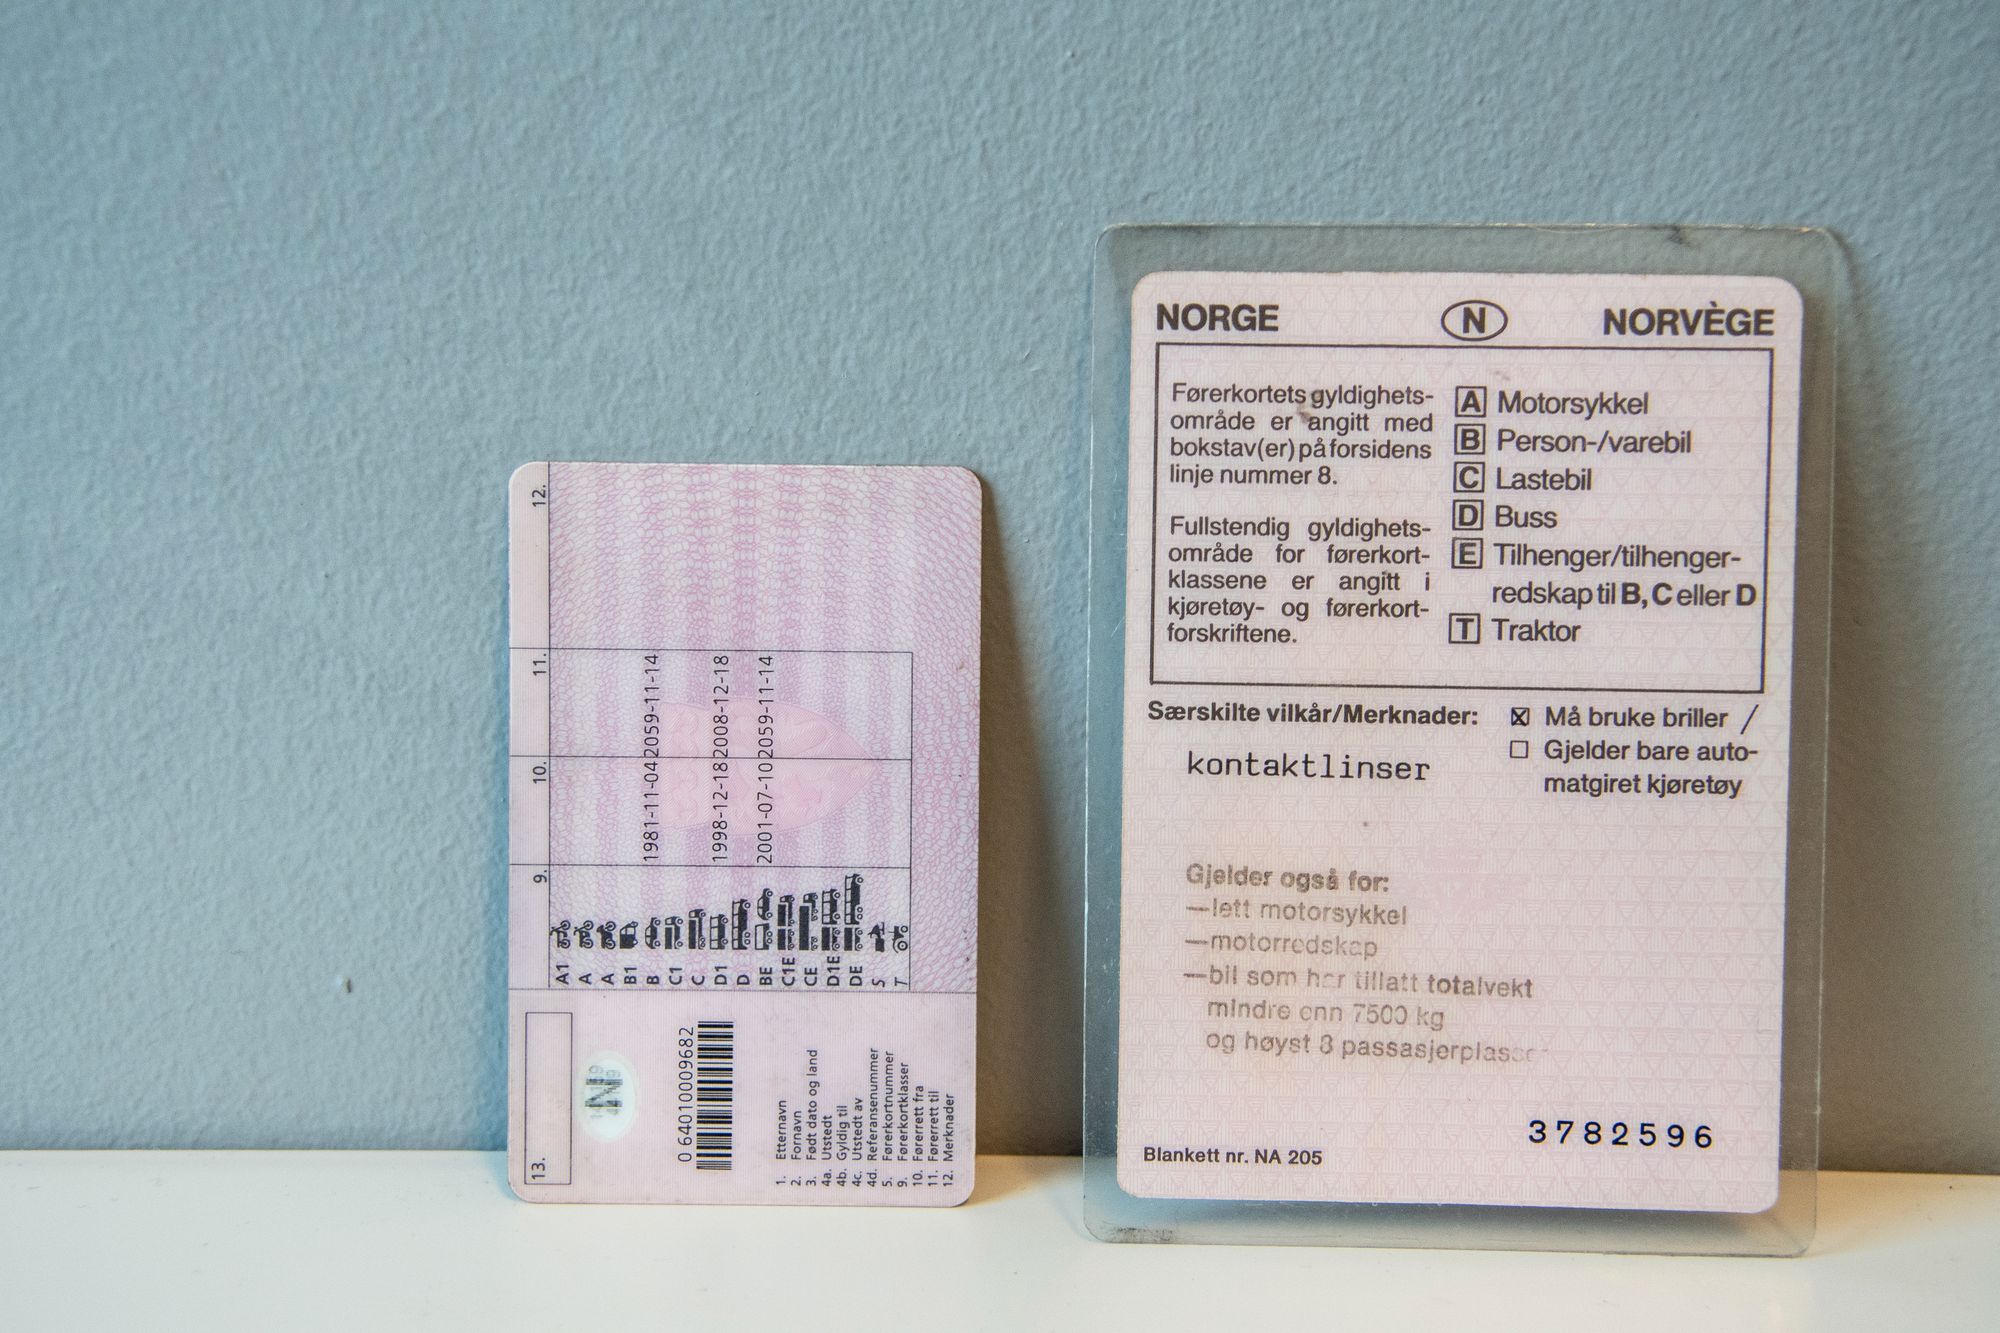 12.
11.
10.
9.
1981-11-04 2059-11-14
1998-12-18 2008-12-18
2001-07-10 2059-11-14
A1
A
A
B1
B
C1
C
D1
D
BE
C1E
CE
D1E
DE
S
T
13.
N
0 64010009682
1. Etternavn
2. Fornavn
3. Født dato og land
4a. Utstedt
4b. Gyldig til
4c. Utstedt av
4d. Referansenummer
5. Førerkortnummer
9. Førerkortklasser
10. Førerrett fra
11. Førerrett til
12. Merknader
NORGE N NORVÈGE
Førerkortets gyldighets-
område er angitt med
bokstav(er) på forsidens
linje nummer 8.
Fullstendig gyldighets-
område for førerkort-
klassene er angitt i
kjøretøy- og førerkort-
forskriftene.
A Motorsykkel
B Person-/varebil
C Lastebil
D Buss
E Tilhenger/tilhenger-
redskap til B, C eller D
T Traktor
Særskilte vilkår/Merknader:
☒ Må bruke briller /
kontaktlinser
☐ Gjelder bare auto-
matgiret kjøretøy
Gjelder også for:
—lett motorsykkel
—motorredskap
—bil som har tillatt totalvekt
mindre enn 7500 kg
og høyst 8 passasjerplasser
3782596
Blankett nr. NA 205